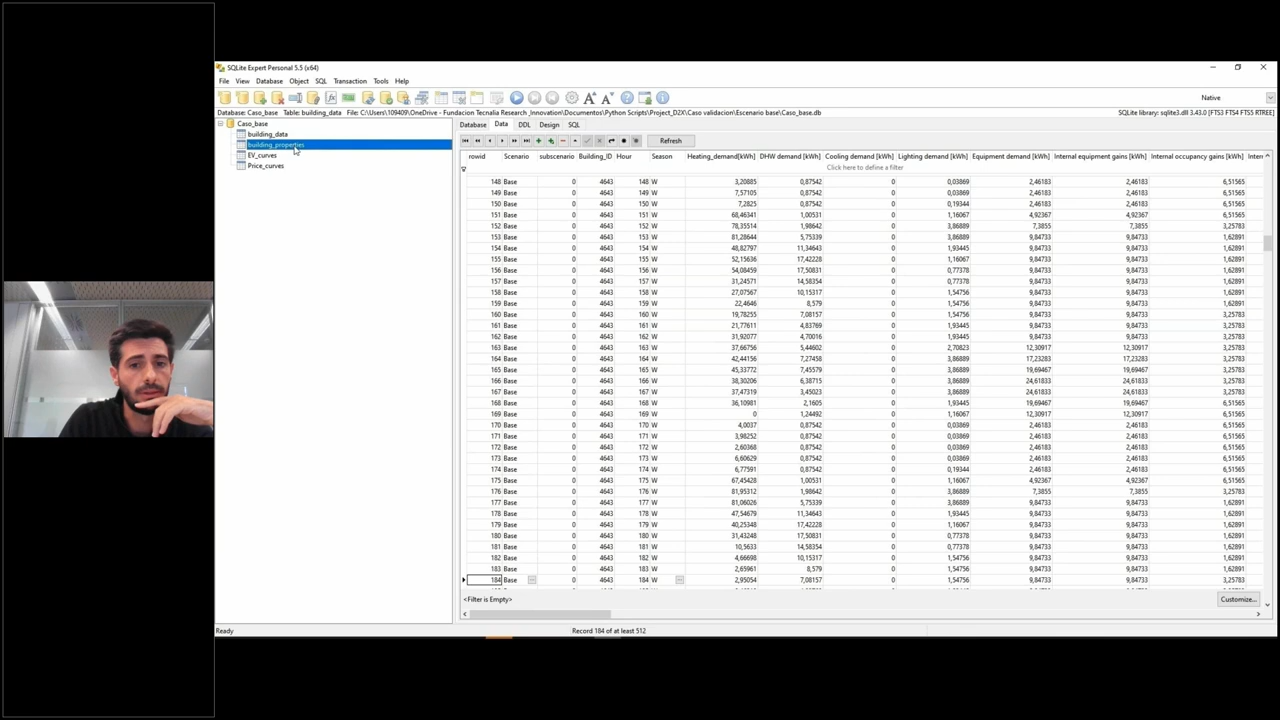 SQLite Expert Personal 5.5 (x64)
File View Database Object SQL Transaction Tools Help
Native
Database: Caso_base Table: building_data File: C:\Users\109409\OneDrive - Fundacion Tecnalia Research _Innovation\Documentos\Python Scripts\Project_D2X\Caso validacion\Escenario base\Caso_base.db SQLite library: sqlite3.dll 3.43.0 [FTS3 FTS4 FTS5 RTREE]
Caso_base
building_data
building_properties
EV_curves
Price_curves
Database Data DDL Design SQL
Refresh
rowid Scenario subscenario Building_ID Hour Season Heating_demand[kWh] DHW demand [kWh] Cooling demand [kWh] Lighting demand [kWh] Equipment demand [kWh] Internal equipment gains [kWh] Internal occupancy gains [kWh] Intern
Click here to define a filter
148 Base 0 4643 148 W 3,20885 0,87542 0 0,03869 2,46183 2,46183 6,51565
149 Base 0 4643 149 W 7,57105 0,87542 0 0,03869 2,46183 2,46183 6,51565
150 Base 0 4643 150 W 7,2825 0,87542 0 0,19344 2,46183 2,46183 6,51565
151 Base 0 4643 151 W 68,46341 1,00531 0 1,16067 4,92367 4,92367 6,51565
152 Base 0 4643 152 W 78,35514 1,98642 0 3,86889 7,3855 7,3855 3,25783
153 Base 0 4643 153 W 81,28644 5,75339 0 3,86889 9,84733 9,84733 1,62891
154 Base 0 4643 154 W 48,82797 11,34643 0 1,93445 9,84733 9,84733 1,62891
155 Base 0 4643 155 W 52,15636 17,42228 0 1,16067 9,84733 9,84733 1,62891
156 Base 0 4643 156 W 54,08459 17,50831 0 0,77378 9,84733 9,84733 1,62891
157 Base 0 4643 157 W 31,24571 14,58354 0 0,77378 9,84733 9,84733 1,62891
158 Base 0 4643 158 W 27,07567 10,15317 0 1,54756 9,84733 9,84733 1,62891
159 Base 0 4643 159 W 22,4646 8,579 0 1,54756 9,84733 9,84733 1,62891
160 Base 0 4643 160 W 19,78255 7,08157 0 1,54756 9,84733 9,84733 3,25783
161 Base 0 4643 161 W 21,77611 4,83769 0 1,93445 9,84733 9,84733 3,25783
162 Base 0 4643 162 W 31,92077 4,70016 0 1,93445 9,84733 9,84733 3,25783
163 Base 0 4643 163 W 37,66756 5,44602 0 2,70823 12,30917 12,30917 3,25783
164 Base 0 4643 164 W 42,44156 7,27458 0 3,86889 17,23283 17,23283 3,25783
165 Base 0 4643 165 W 45,33772 7,45579 0 3,86889 19,69467 19,69467 3,25783
166 Base 0 4643 166 W 38,30206 6,38715 0 3,86889 24,61833 24,61833 3,25783
167 Base 0 4643 167 W 37,47319 3,45023 0 3,86889 24,61833 24,61833 3,25783
168 Base 0 4643 168 W 36,10981 2,1605 0 1,93445 19,69467 19,69467 6,51565
169 Base 0 4643 169 W 0 1,24492 0 1,16067 12,30917 12,30917 6,51565
170 Base 0 4643 170 W 4,0037 0,87542 0 0,03869 2,46183 2,46183 6,51565
171 Base 0 4643 171 W 3,98252 0,87542 0 0,03869 2,46183 2,46183 6,51565
172 Base 0 4643 172 W 2,60368 0,87542 0 0,03869 2,46183 2,46183 6,51565
173 Base 0 4643 173 W 6,60629 0,87542 0 0,03869 2,46183 2,46183 6,51565
174 Base 0 4643 174 W 6,77591 0,87542 0 0,19344 2,46183 2,46183 6,51565
175 Base 0 4643 175 W 67,45428 1,00531 0 1,16067 4,92367 4,92367 6,51565
176 Base 0 4643 176 W 81,95312 1,98642 0 3,86889 7,3855 7,3855 3,25783
177 Base 0 4643 177 W 81,06026 5,75339 0 3,86889 9,84733 9,84733 1,62891
178 Base 0 4643 178 W 47,54679 11,34643 0 1,93445 9,84733 9,84733 1,62891
179 Base 0 4643 179 W 40,25348 17,42228 0 1,16067 9,84733 9,84733 1,62891
180 Base 0 4643 180 W 31,43248 17,50831 0 0,77378 9,84733 9,84733 1,62891
181 Base 0 4643 181 W 10,5633 14,58354 0 0,77378 9,84733 9,84733 1,62891
182 Base 0 4643 182 W 4,66698 10,15317 0 1,54756 9,84733 9,84733 1,62891
183 Base 0 4643 183 W 2,65961 8,579 0 1,54756 9,84733 9,84733 1,62891
184 Base 0 4643 184 W 2,95054 7,08157 0 1,54756 9,84733 9,84733 3,25783
<Filter is Empty> Customize...
Ready Record 184 of at least 512